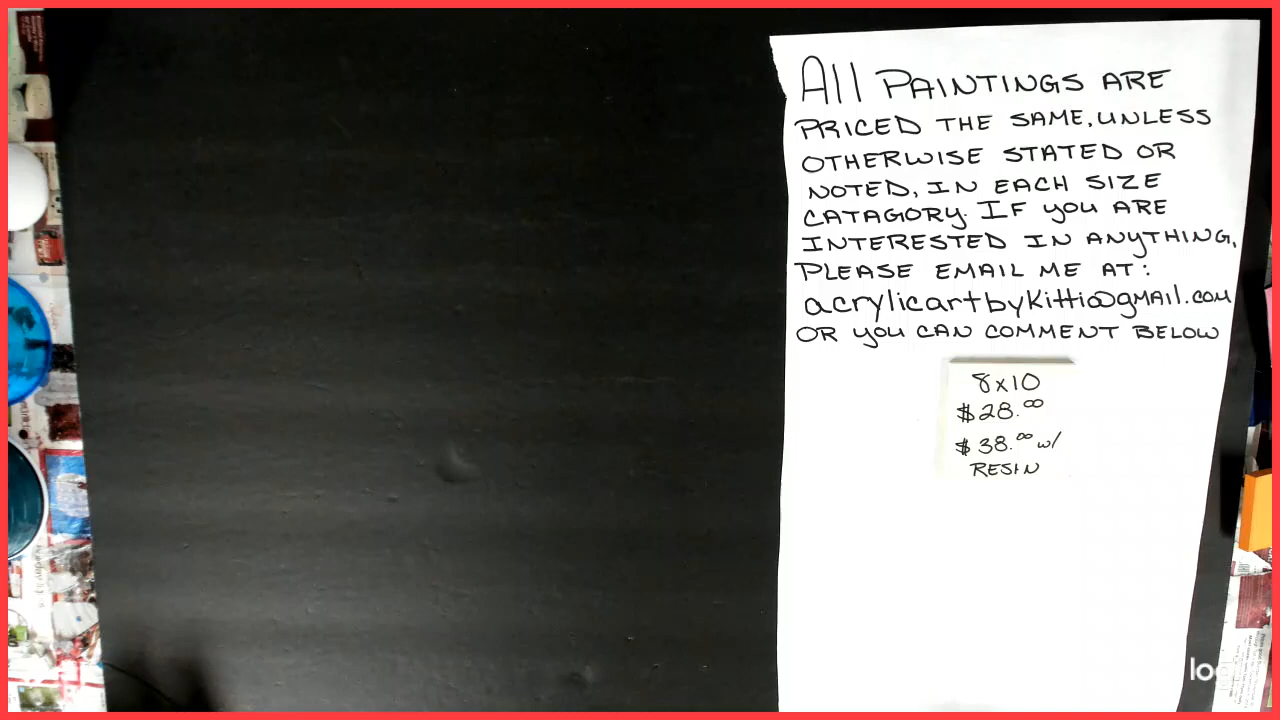 All PAINTINGS ARE
PRICED THE SAME, UNLESS
OTHERWISE STATED OR
NOTED, IN EACH SIZE
CATAGORY. IF YOU ARE
INTERESTED IN ANYTHING,
PLEASE EMAIL ME AT:
acrylicartbykitti@gmail.com
OR YOU CAN COMMENT BELOW
8x10
$28.00
$38.00 w/
RESIN